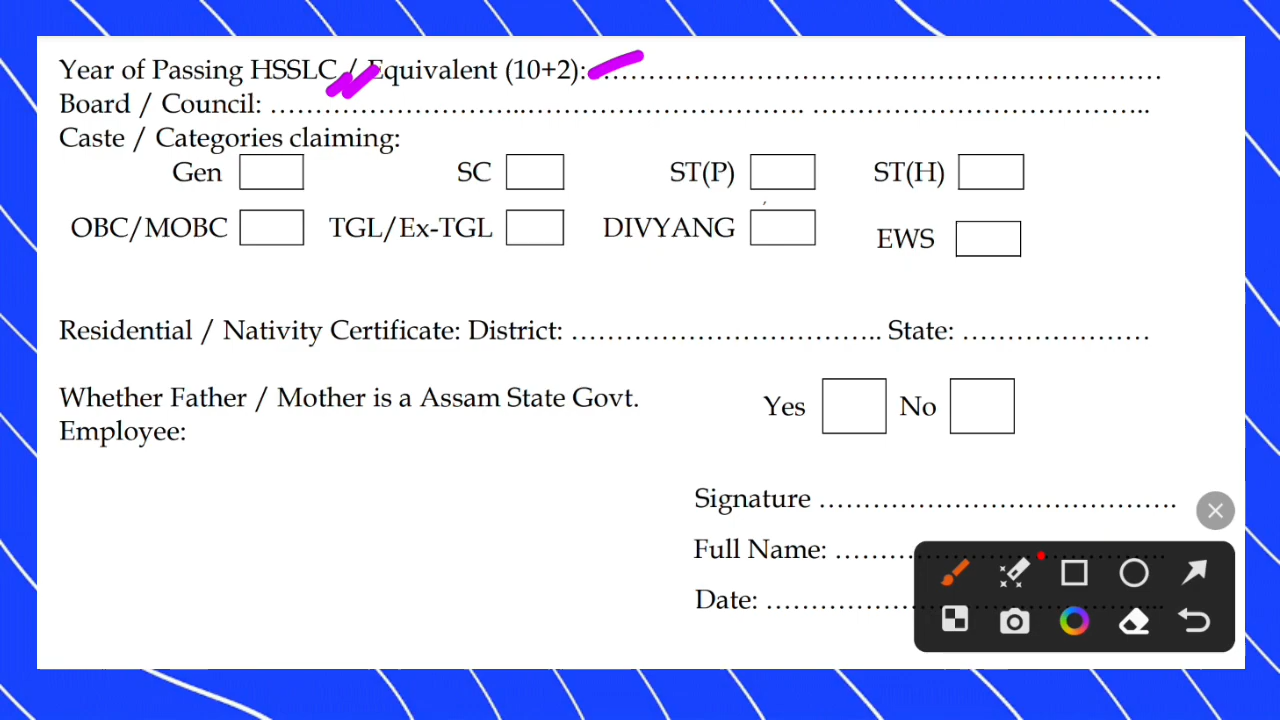 Year of Passing HSSLC / Equivalent (10+2):……………………………………………………………
Board / Council: ……………………………..………………………………. ……………………………………..
Caste / Categories claiming:
Gen SC ST(P) ST(H)
OBC/MOBC TGL/Ex-TGL DIVYANG EWS
Residential / Nativity Certificate: District: ………………………………….. State: ……………………
Whether Father / Mother is a Assam State Govt. Yes No
Employee:
Signature ………………………………………….
Full Name: ………………………………………
Date: ………………………………………………...